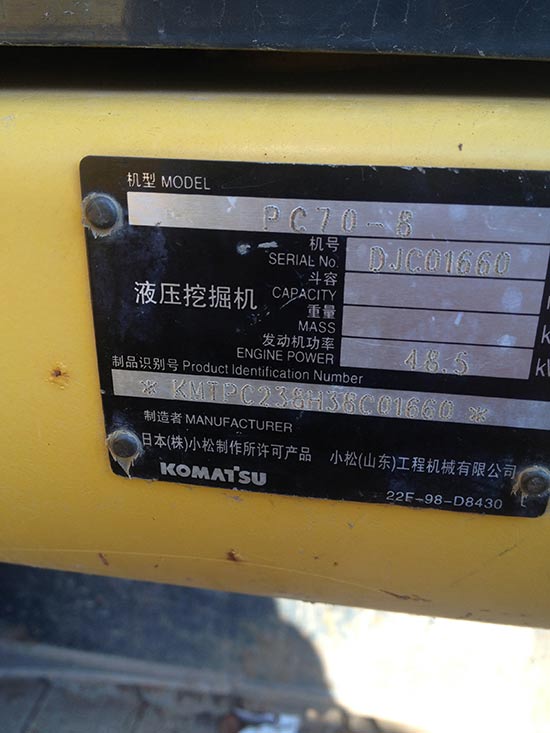 机型 MODEL
PC70-8
机号
SERIAL No.
DJC01660
液压挖掘机
斗容
CAPACITY
重量
MASS
k
发动机功率
ENGINE POWER
48.5
制品识别号 Product Identification Number
* KMTPC238H38C01660 *
制造者 MANUFACTURER
日本(株)小松制作所许可产品 小松(山东)工程机械有限公司
KOMATSU
22F-98-D8430 L